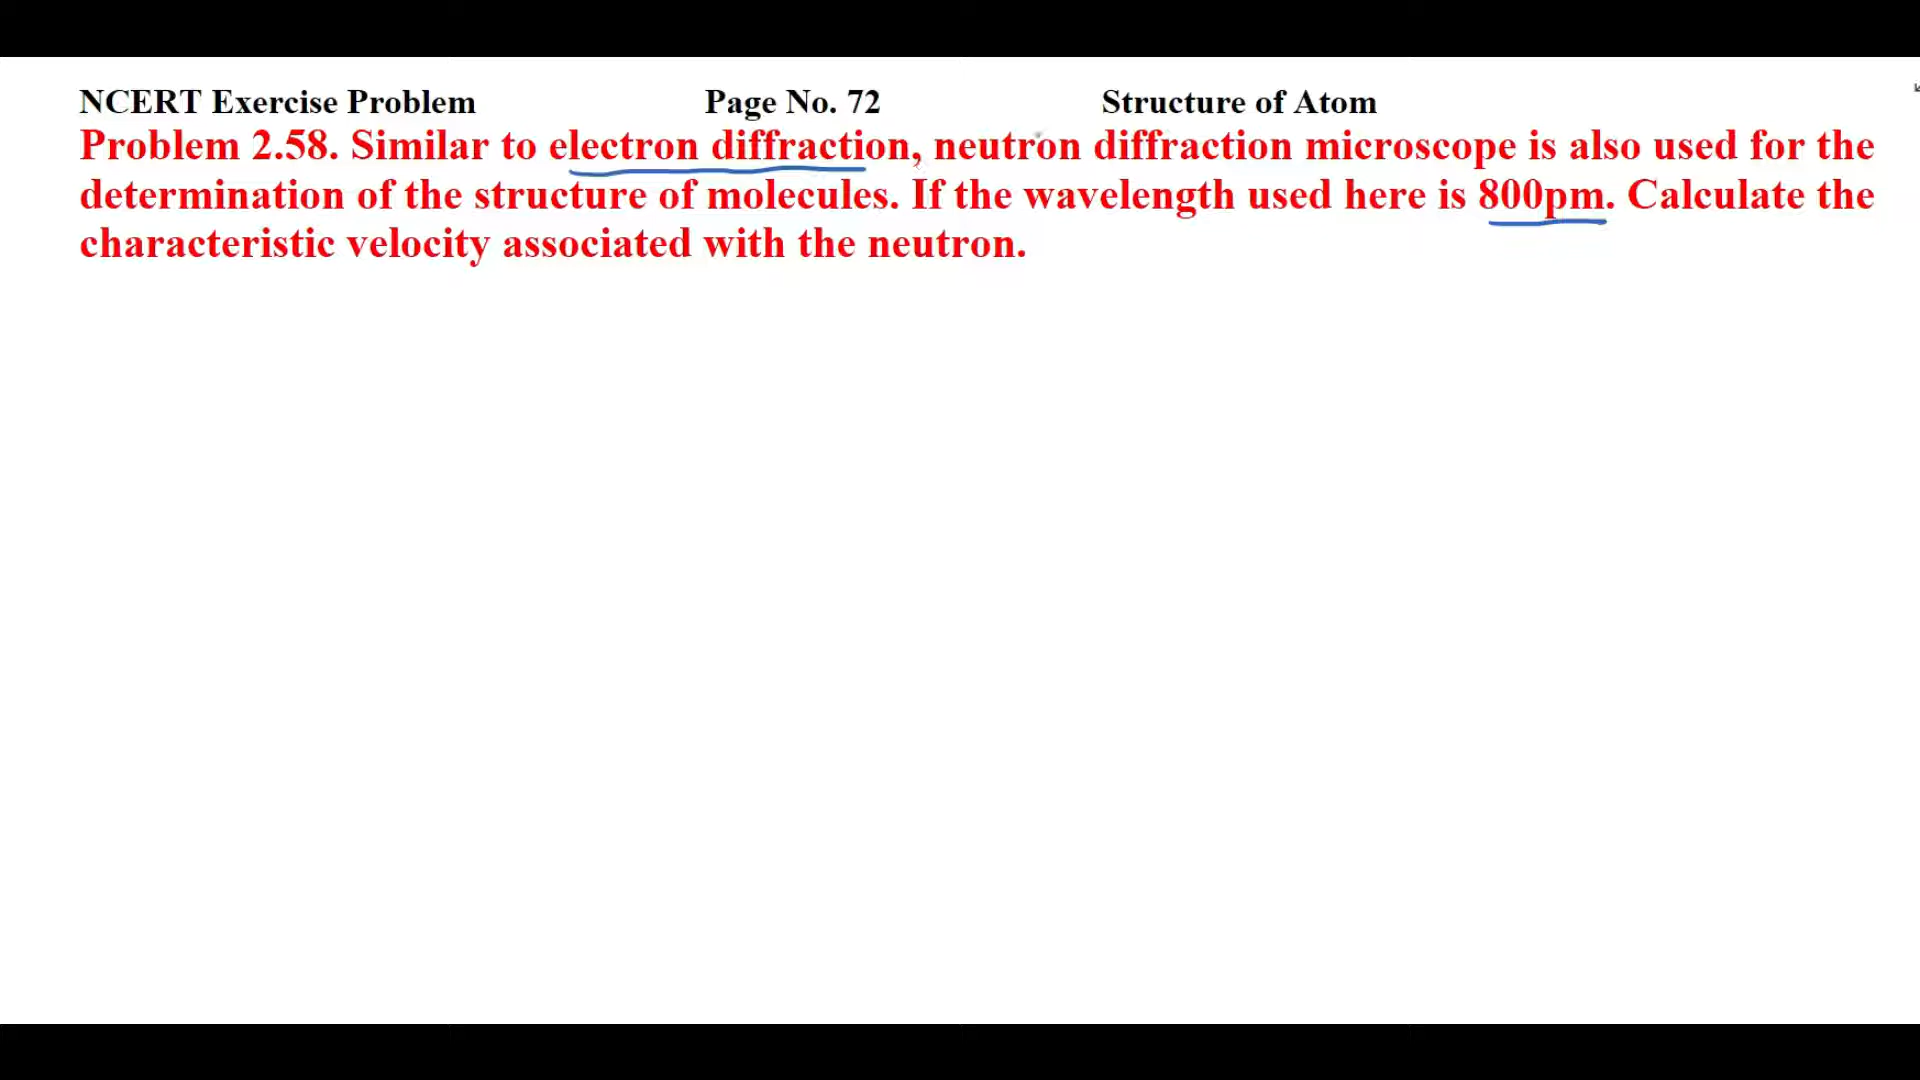 NCERT Exercise Problem Page No. 72 Structure of Atom
Problem 2.58. Similar to electron diffraction, neutron diffraction microscope is also used for the
determination of the structure of molecules. If the wavelength used here is 800pm. Calculate the
characteristic velocity associated with the neutron.